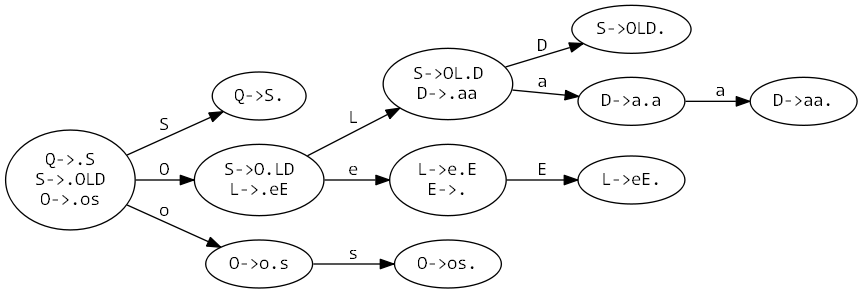 Q->.S
S->.OLD
O->.os
S
Q->S.
O
S->O.LD
L->.eE
o
O->o.s
s
O->os.
L
S->OL.D
D->.aa
e
L->e.E
E->.
E
L->eE.
D
S->OLD.
a
D->a.a
a
D->aa.